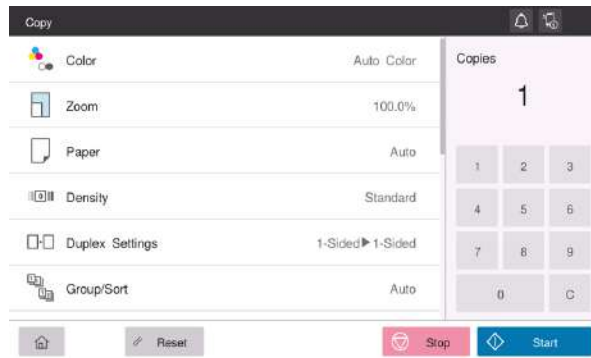 Copy
Color Auto Color
Zoom 100.0%
Paper Auto
Density Standard
Duplex Settings 1-Sided▶1-Sided
Group/Sort Auto
Copies
1
1 2 3
4 5 6
7 8 9
0 C
Reset Stop Start